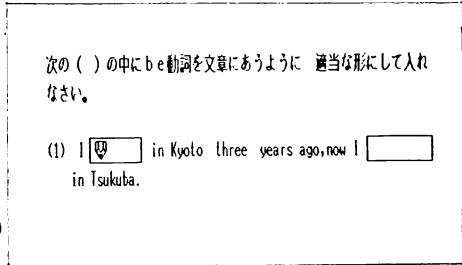 次の ( ) の中にbe動詞を文章にあうように 適当な形にして入れ
なさい。
(1) I in Kyoto three years ago,now I
in Tsukuba.